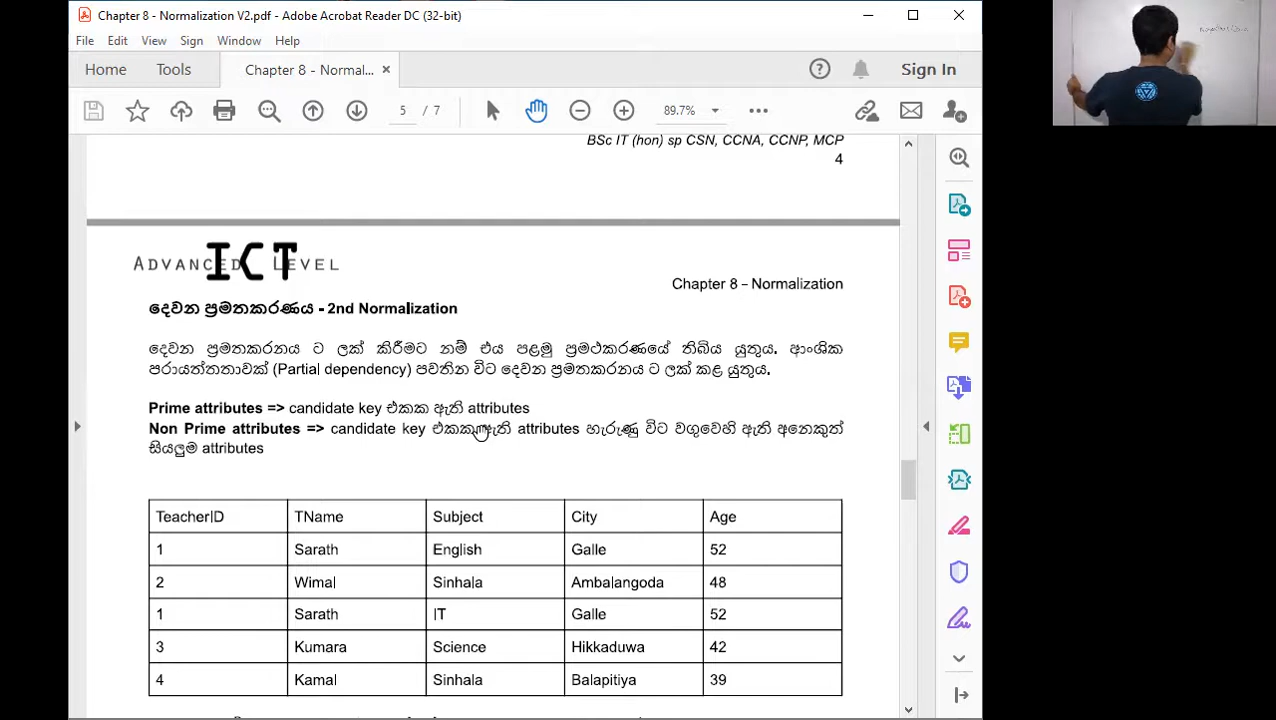 Chapter 8 - Normalization V2.pdf - Adobe Acrobat Reader DC (32-bit)
File Edit View Sign Window Help
Home Tools Chapter 8 - Normal... Sign In
5 / 7 89.7%
BSc IT (hon) sp CSN, CCNA, CCNP, MCP
4
ADVANCED LEVEL
ICT
Chapter 8 – Normalization
දෙවන ප්‍රමතකරණය - 2nd Normalization
දෙවන ප්‍රමතකරනය ට ලක් කිරීමට නම් එය පළමු ප්‍රමථකරණයේ තිබිය යුතුය. ආංශික
පරායත්තතාවක් (Partial dependency) පවතින විට දෙවන ප්‍රමතකරනය ට ලක් කළ යුතුය.
Prime attributes => candidate key එකක ඇති attributes
Non Prime attributes => candidate key එකක ඇති attributes හැරුණු විට වගුවෙහි ඇති අනෙකුත්
සියලුම attributes
TeacherID TName Subject City Age
1 Sarath English Galle 52
2 Wimal Sinhala Ambalangoda 48
1 Sarath IT Galle 52
3 Kumara Science Hikkaduwa 42
4 Kamal Sinhala Balapitiya 39